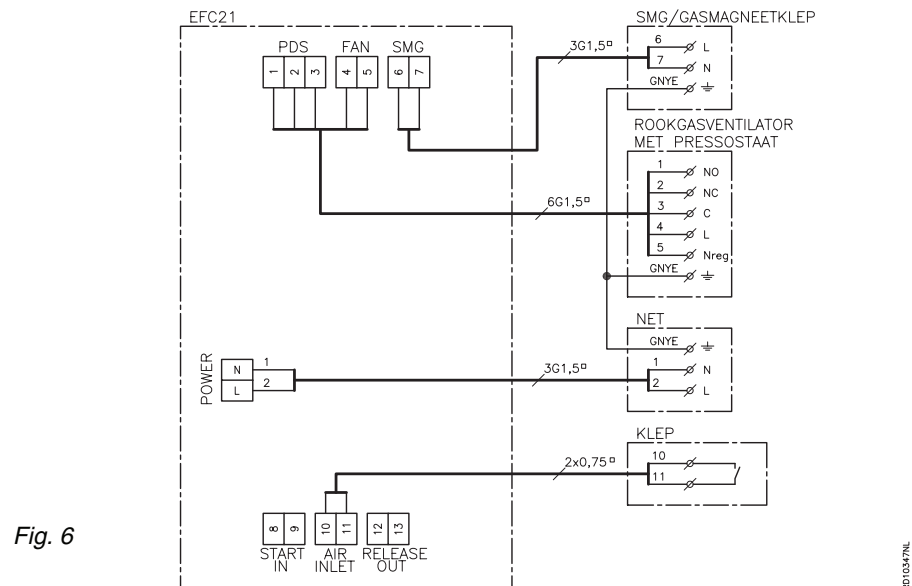 EFC21
PDS FAN SMG
1 2 3 4 5 6 7
3G1,5□
SMG/GASMAGNEETKLEP
6 L
7 N
GNYE
ROOKGASVENTILATOR
MET PRESSOSTAAT
1 NO
2 NC
3 C
4 L
5 Nreg
GNYE
6G1,5□
NET
GNYE
1 N
2 L
POWER
N 1
L 2
3G1,5□
KLEP
10
11
2x0,75□
8 9 10 11 12 13
START AIR RELEASE
IN INLET OUT
Fig. 6